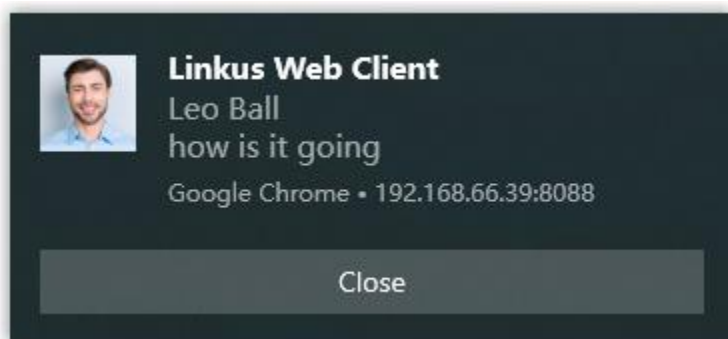 Linkus Web Client
Leo Ball
how is it going
Google Chrome • 192.168.66.39:8088
Close